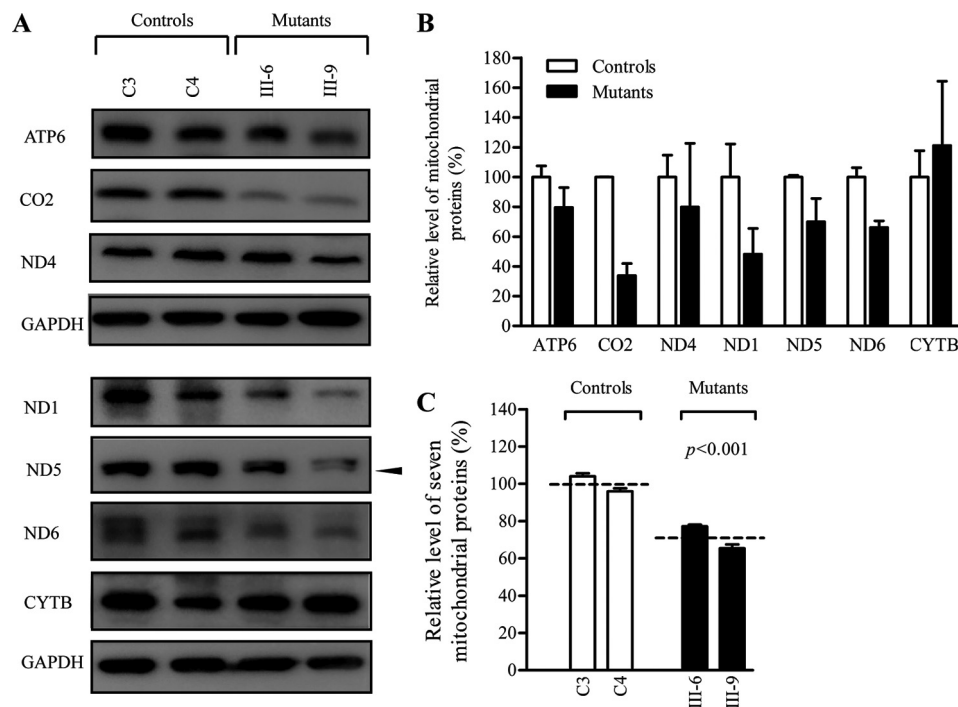 A
Controls
Mutants
C3
C4
III-6
III-9
ATP6
CO2
ND4
GAPDH
ND1
ND5
ND6
CYTB
GAPDH
B
Relative level of mitochondrial
proteins (%)
180
160
140
120
100
80
60
40
20
0
Controls
Mutants
ATP6 CO2 ND4 ND1 ND5 ND6 CYTB
C
Relative level of seven
mitochondrial proteins (%)
140
120
100
80
60
40
20
0
Controls
Mutants
p<0.001
C3
C4
III-6
III-9